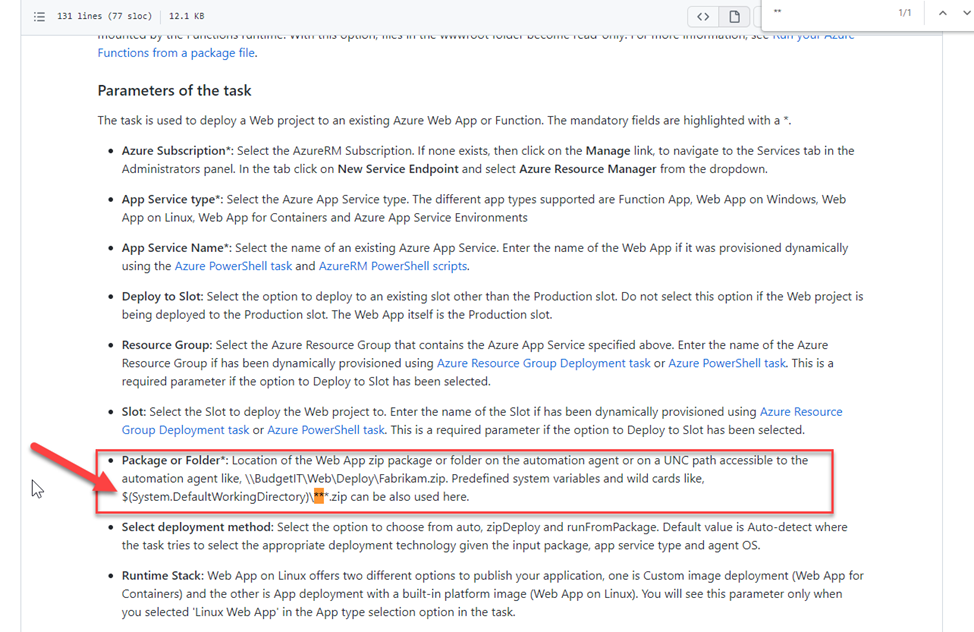 131 lines (77 sloc) 12.1 KB
** 1/1
mounted by the Functions runtime. With this option, files in the wwwroot folder become read-only. For more information, see Run your Azure
Functions from a package file.
Parameters of the task
The task is used to deploy a Web project to an existing Azure Web App or Function. The mandatory fields are highlighted with a *.
• Azure Subscription*: Select the AzureRM Subscription. If none exists, then click on the Manage link, to navigate to the Services tab in the
Administrators panel. In the tab click on New Service Endpoint and select Azure Resource Manager from the dropdown.
• App Service type*: Select the Azure App Service type. The different app types supported are Function App, Web App on Windows, Web
App on Linux, Web App for Containers and Azure App Service Environments
• App Service Name*: Select the name of an existing Azure App Service. Enter the name of the Web App if it was provisioned dynamically
using the Azure PowerShell task and AzureRM PowerShell scripts.
• Deploy to Slot: Select the option to deploy to an existing slot other than the Production slot. Do not select this option if the Web project is
being deployed to the Production slot. The Web App itself is the Production slot.
• Resource Group: Select the Azure Resource Group that contains the Azure App Service specified above. Enter the name of the Azure
Resource Group if has been dynamically provisioned using Azure Resource Group Deployment task or Azure PowerShell task. This is a
required parameter if the option to Deploy to Slot has been selected.
• Slot: Select the Slot to deploy the Web project to. Enter the name of the Slot if has been dynamically provisioned using Azure Resource
Group Deployment task or Azure PowerShell task. This is a required parameter if the option to Deploy to Slot has been selected.
• Package or Folder*: Location of the Web App zip package or folder on the automation agent or on a UNC path accessible to the
automation agent like, \\BudgetIT\Web\Deploy\Fabrikam.zip. Predefined system variables and wild cards like,
$(System.DefaultWorkingDirectory)\***.zip can be also used here.
• Select deployment method: Select the option to choose from auto, zipDeploy and runFromPackage. Default value is Auto-detect where
the task tries to select the appropriate deployment technology given the input package, app service type and agent OS.
• Runtime Stack: Web App on Linux offers two different options to publish your application, one is Custom image deployment (Web App for
Containers) and the other is App deployment with a built-in platform image (Web App on Linux). You will see this parameter only when
you selected 'Linux Web App' in the App type selection option in the task.